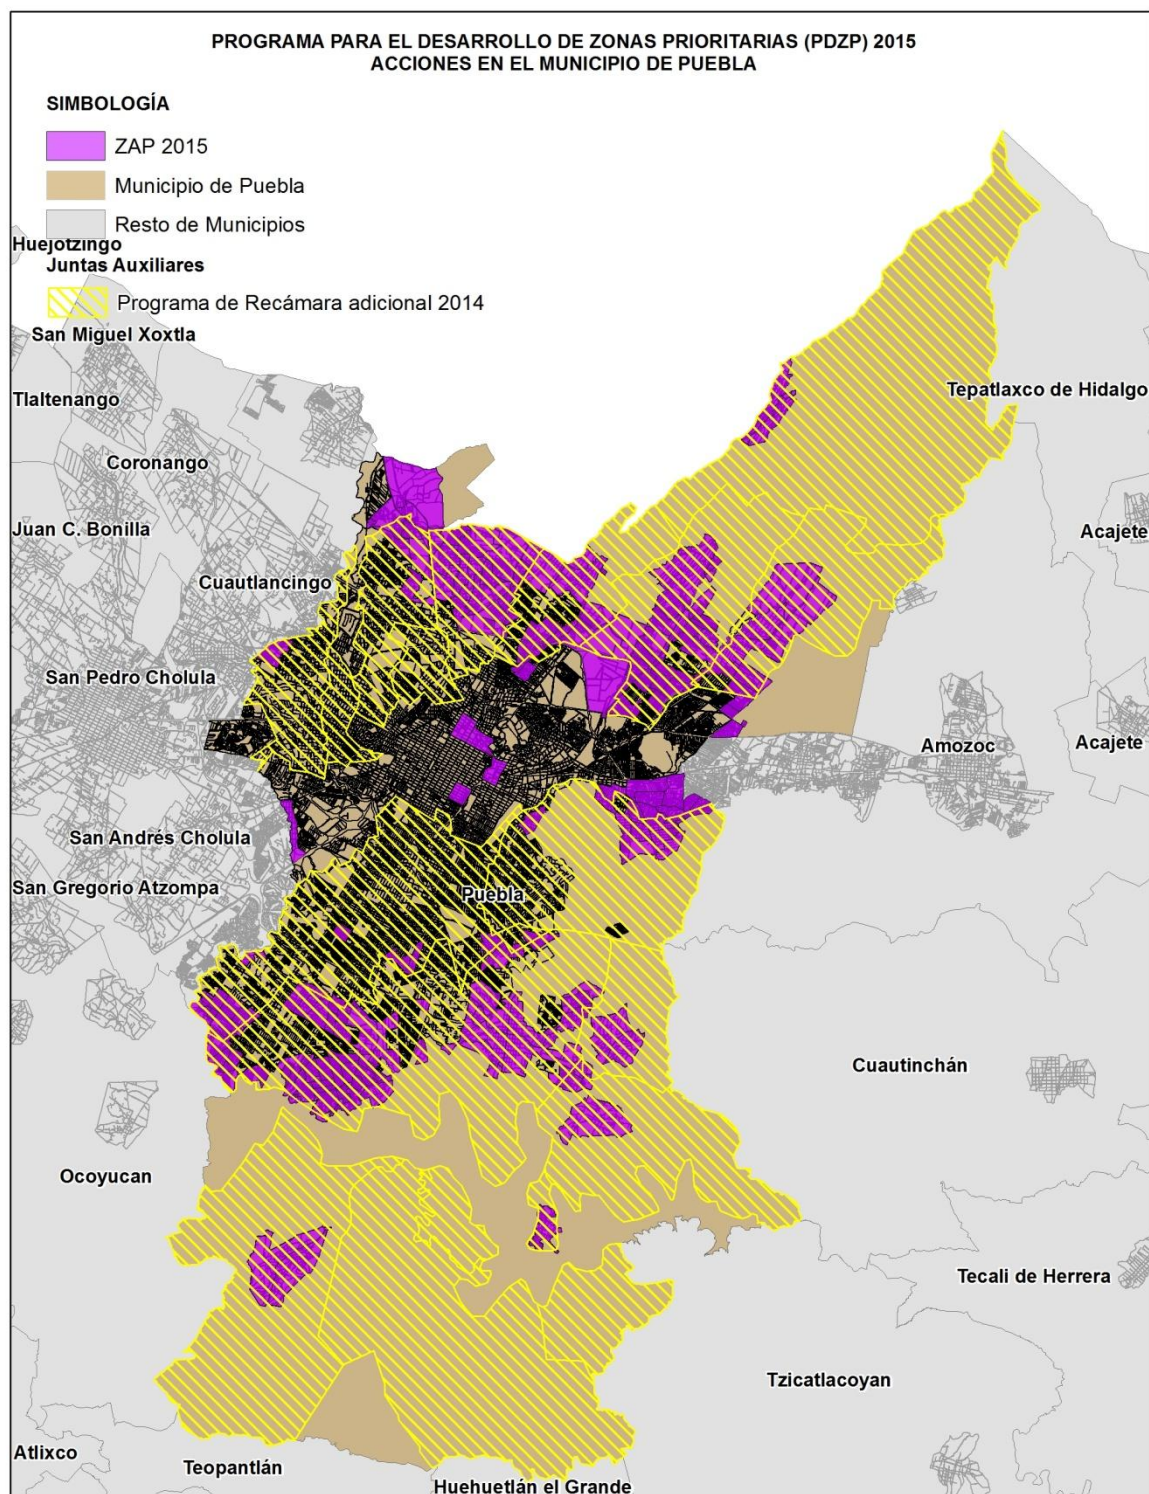 PROGRAMA PARA EL DESARROLLO DE ZONAS PRIORITARIAS (PDZP) 2015
ACCIONES EN EL MUNICIPIO DE PUEBLA
SIMBOLOGÍA
ZAP 2015
Municipio de Puebla
Resto de Municipios
Huejotzingo
Juntas Auxiliares
Programa de Recámara adicional 2014
San Miguel Xoxtla
Tlaltenango
Tepatlaxco de Hidalgo
Coronango
Juan C. Bonilla
Acajete
Cuautlancingo
San Pedro Cholula
Amozoc
Acajete
San Andrés Cholula
San Gregorio Atzompa
Puebla
Cuautinchán
Ocoyucan
Tecali de Herrera
Tzicatlacoyan
Atlixco
Teopantlán
Huehuetlán el Grande